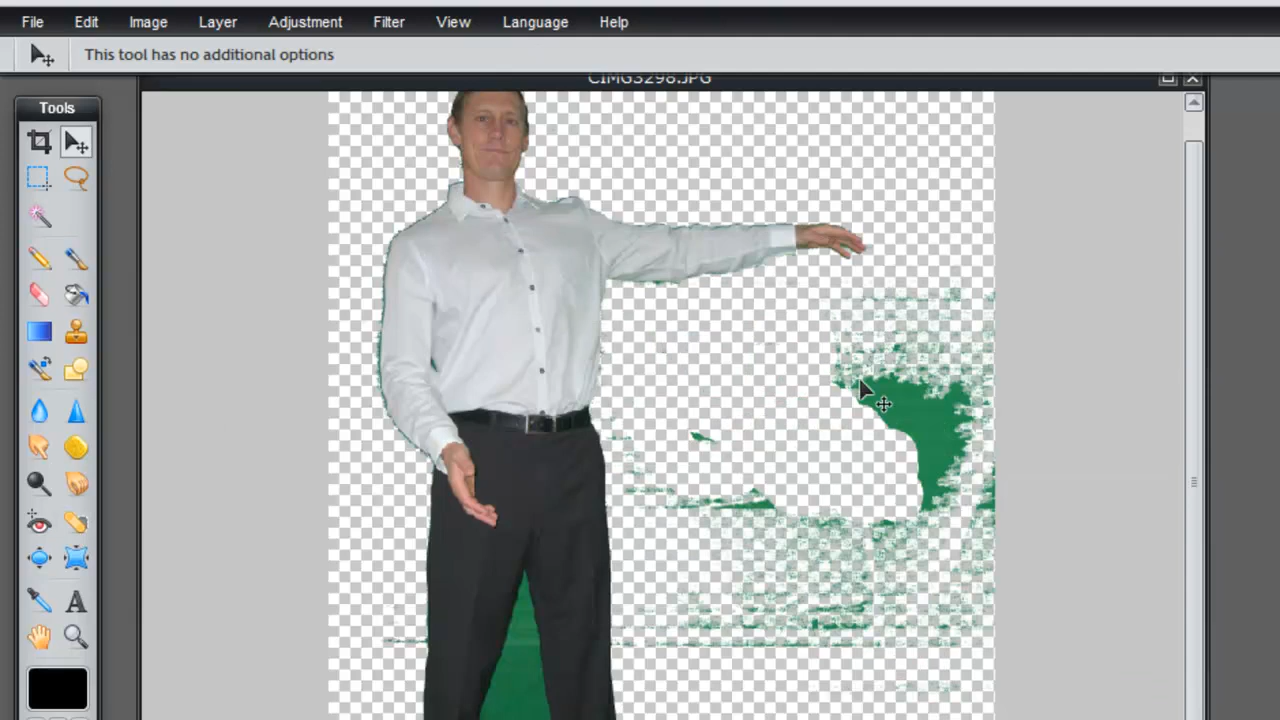 File Edit Image Layer Adjustment Filter View Language Help
This tool has no additional options
CIMG3298.JPG
Tools